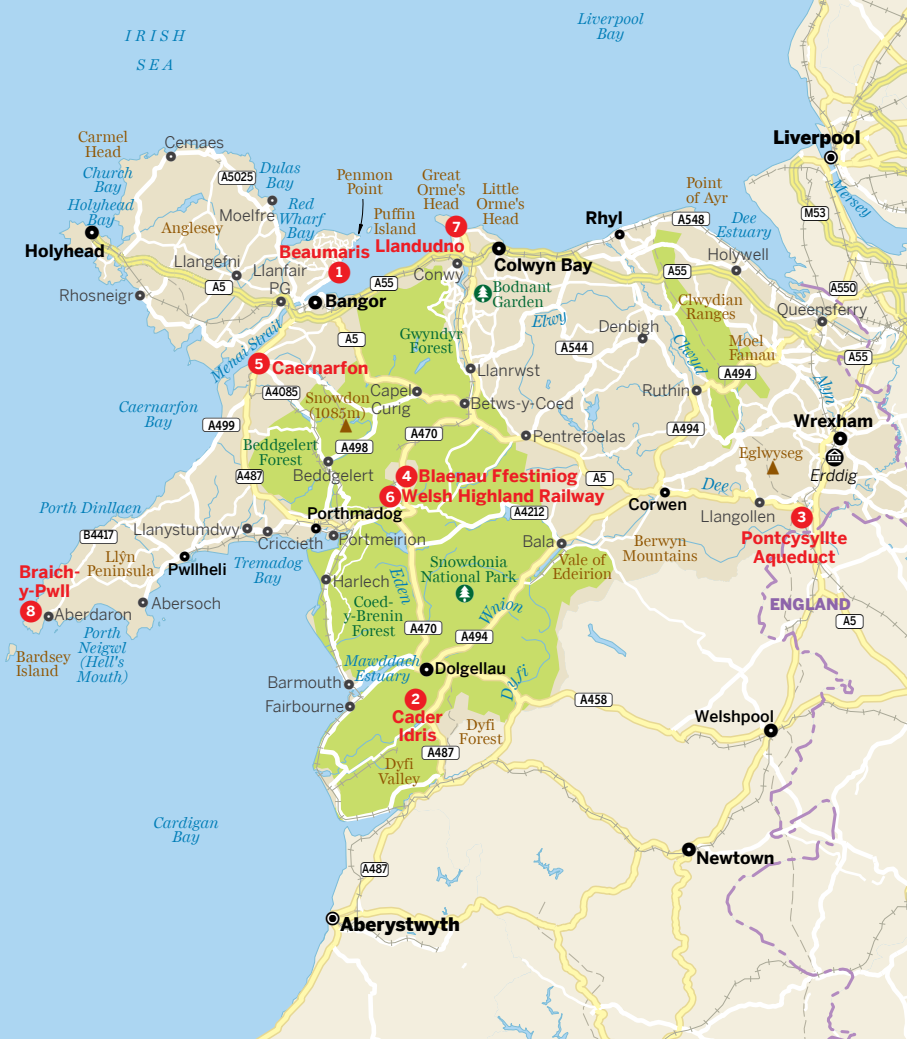 IRISH
SEA
Liverpool
Bay
Carmel
Head
Cemaes
Liverpool
Church
Bay
A5025
Dulas
Bay
Penmon
Point
Great
Orme's
Head
Little
Orme's
Head
Point
of Ayr
Mersey
Holyhead
Bay
Moelfre
Red
Wharf
Bay
Puffin
Island
7
Llandudno
Rhyl
A548
Dee
Estuary
M53
Anglesey
Holyhead
Beaumaris
1
Colwyn Bay
Holywell
Llangefni
Llanfair
PG
A5
A55
Conwy
A55
A550
Rhosneigr
Bangor
Bodnant
Garden
Clwydian
Ranges
Queensferry
Menai Strait
A5
Gwyndyr
Forest
Elwy
Denbigh
A544
Clwyd
Moel
Famau
A55
5
Caernarfon
Llanrwst
A494
Alun
A4085
Snowdon
(1085m)
Capel
Curig
Betws-y-Coed
Ruthin
Caernarfon
Bay
A499
A498
A470
Pentrefoelas
A494
Wrexham
Beddgelert
Forest
Beddgelert
Eglwyseg
Erddig
A487
4
Blaenau Ffestiniog
6
Welsh Highland Railway
A5
Dee
Corwen
Porth Dinllaen
Porthmadog
A4212
Llangollen
3
Pontcysyllte
Aqueduct
B4417
Llanystumdwy
Criccieth
Portmeirion
Bala
Berwyn
Mountains
Llŷn
Peninsula
Pwllheli
Tremadog
Bay
Snowdonia
National Park
Vale of
Edeirion
Braich-
y-Pwll
8
Aberdaron
Abersoch
Harlech
Eden
Coed-
y-Brenin
Forest
Wnion
ENGLAND
A5
Porth
Neigwl
(Hell's
Mouth)
A470
A494
Bardsey
Island
Mawddach
Estuary
Dolgellau
Dyfi
Barmouth
Fairbourne
2
Cader
Idris
A458
Welshpool
Dyfi
Forest
A487
Dyfi
Valley
Cardigan
Bay
Newtown
A487
Aberystwyth